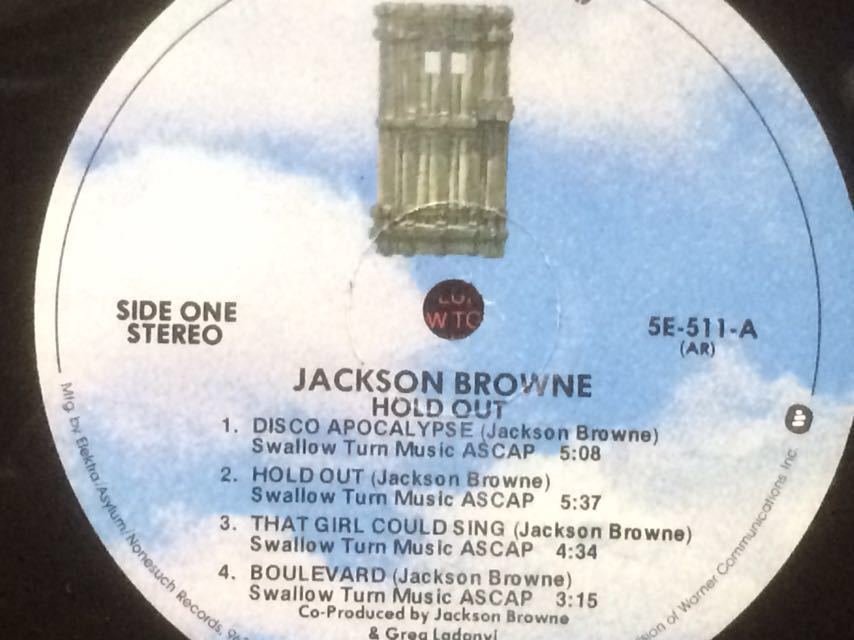 SIDE ONE
STEREO
5E-511-A
(AR)
JACKSON BROWNE
HOLD OUT
1. DISCO APOCALYPSE (Jackson Browne)
Swallow Turn Music ASCAP 5:08
2. HOLD OUT (Jackson Browne)
Swallow Turn Music ASCAP 5:37
3. THAT GIRL COULD SING (Jackson Browne)
Swallow Turn Music ASCAP 4:34
4. BOULEVARD (Jackson Browne)
Swallow Turn Music ASCAP 3:15
Co-Produced by Jackson Browne
& Greg Ladanyi
Mfg. by Elektra/Asylum/Nonesuch Records,
of Warner Communications Inc.
W TO